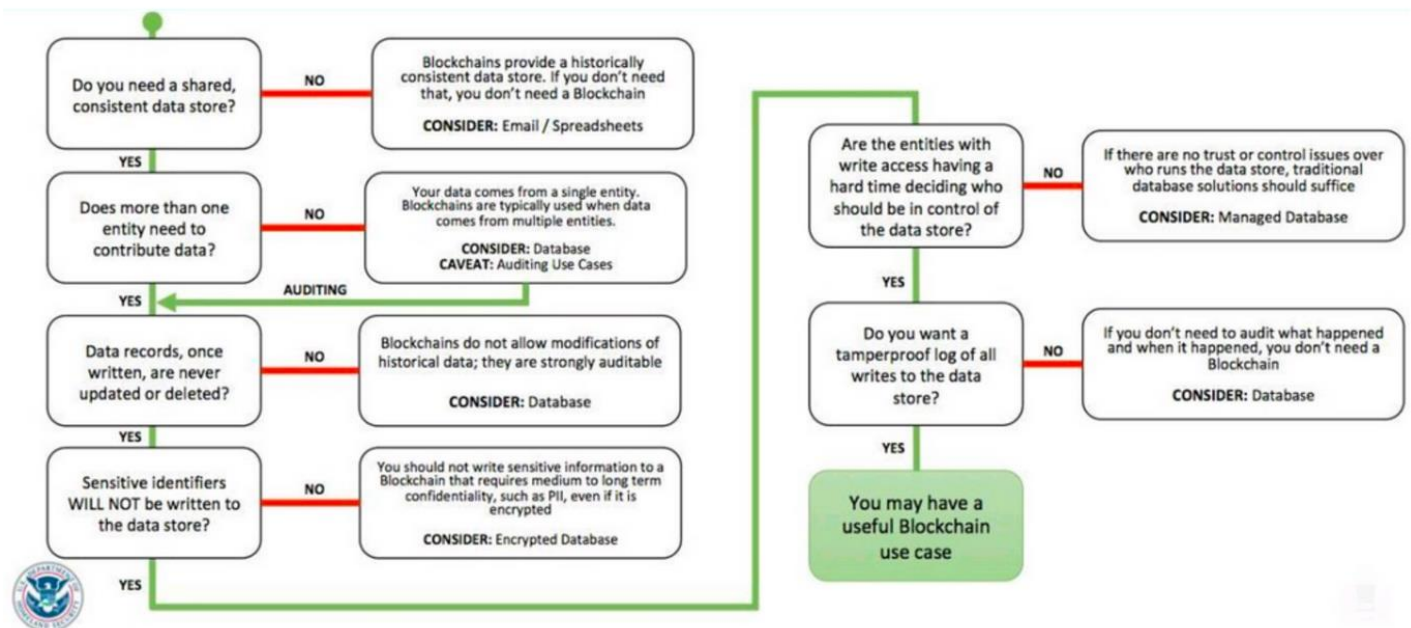 Do you need a shared,
consistent data store?
NO
Blockchains provide a historically
consistent data store. If you don't need
that, you don't need a Blockchain
CONSIDER: Email / Spreadsheets
YES
Does more than one
entity need to
contribute data?
NO
Your data comes from a single entity.
Blockchains are typically used when data
comes from multiple entities.
CONSIDER: Database
CAVEAT: Auditing Use Cases
AUDITING
YES
Data records, once
written, are never
updated or deleted?
NO
Blockchains do not allow modifications of
historical data; they are strongly auditable
CONSIDER: Database
YES
Sensitive identifiers
WILL NOT be written to
the data store?
NO
You should not write sensitive information to a
Blockchain that requires medium to long term
confidentiality, such as PII, even if it is
encrypted
CONSIDER: Encrypted Database
YES
Are the entities with
write access having a
hard time deciding who
should be in control of
the data store?
NO
If there are no trust or control issues over
who runs the data store, traditional
database solutions should suffice
CONSIDER: Managed Database
YES
Do you want a
tamperproof log of all
writes to the data
store?
NO
If you don't need to audit what happened
and when it happened, you don't need a
Blockchain
CONSIDER: Database
YES
You may have a
useful Blockchain
use case